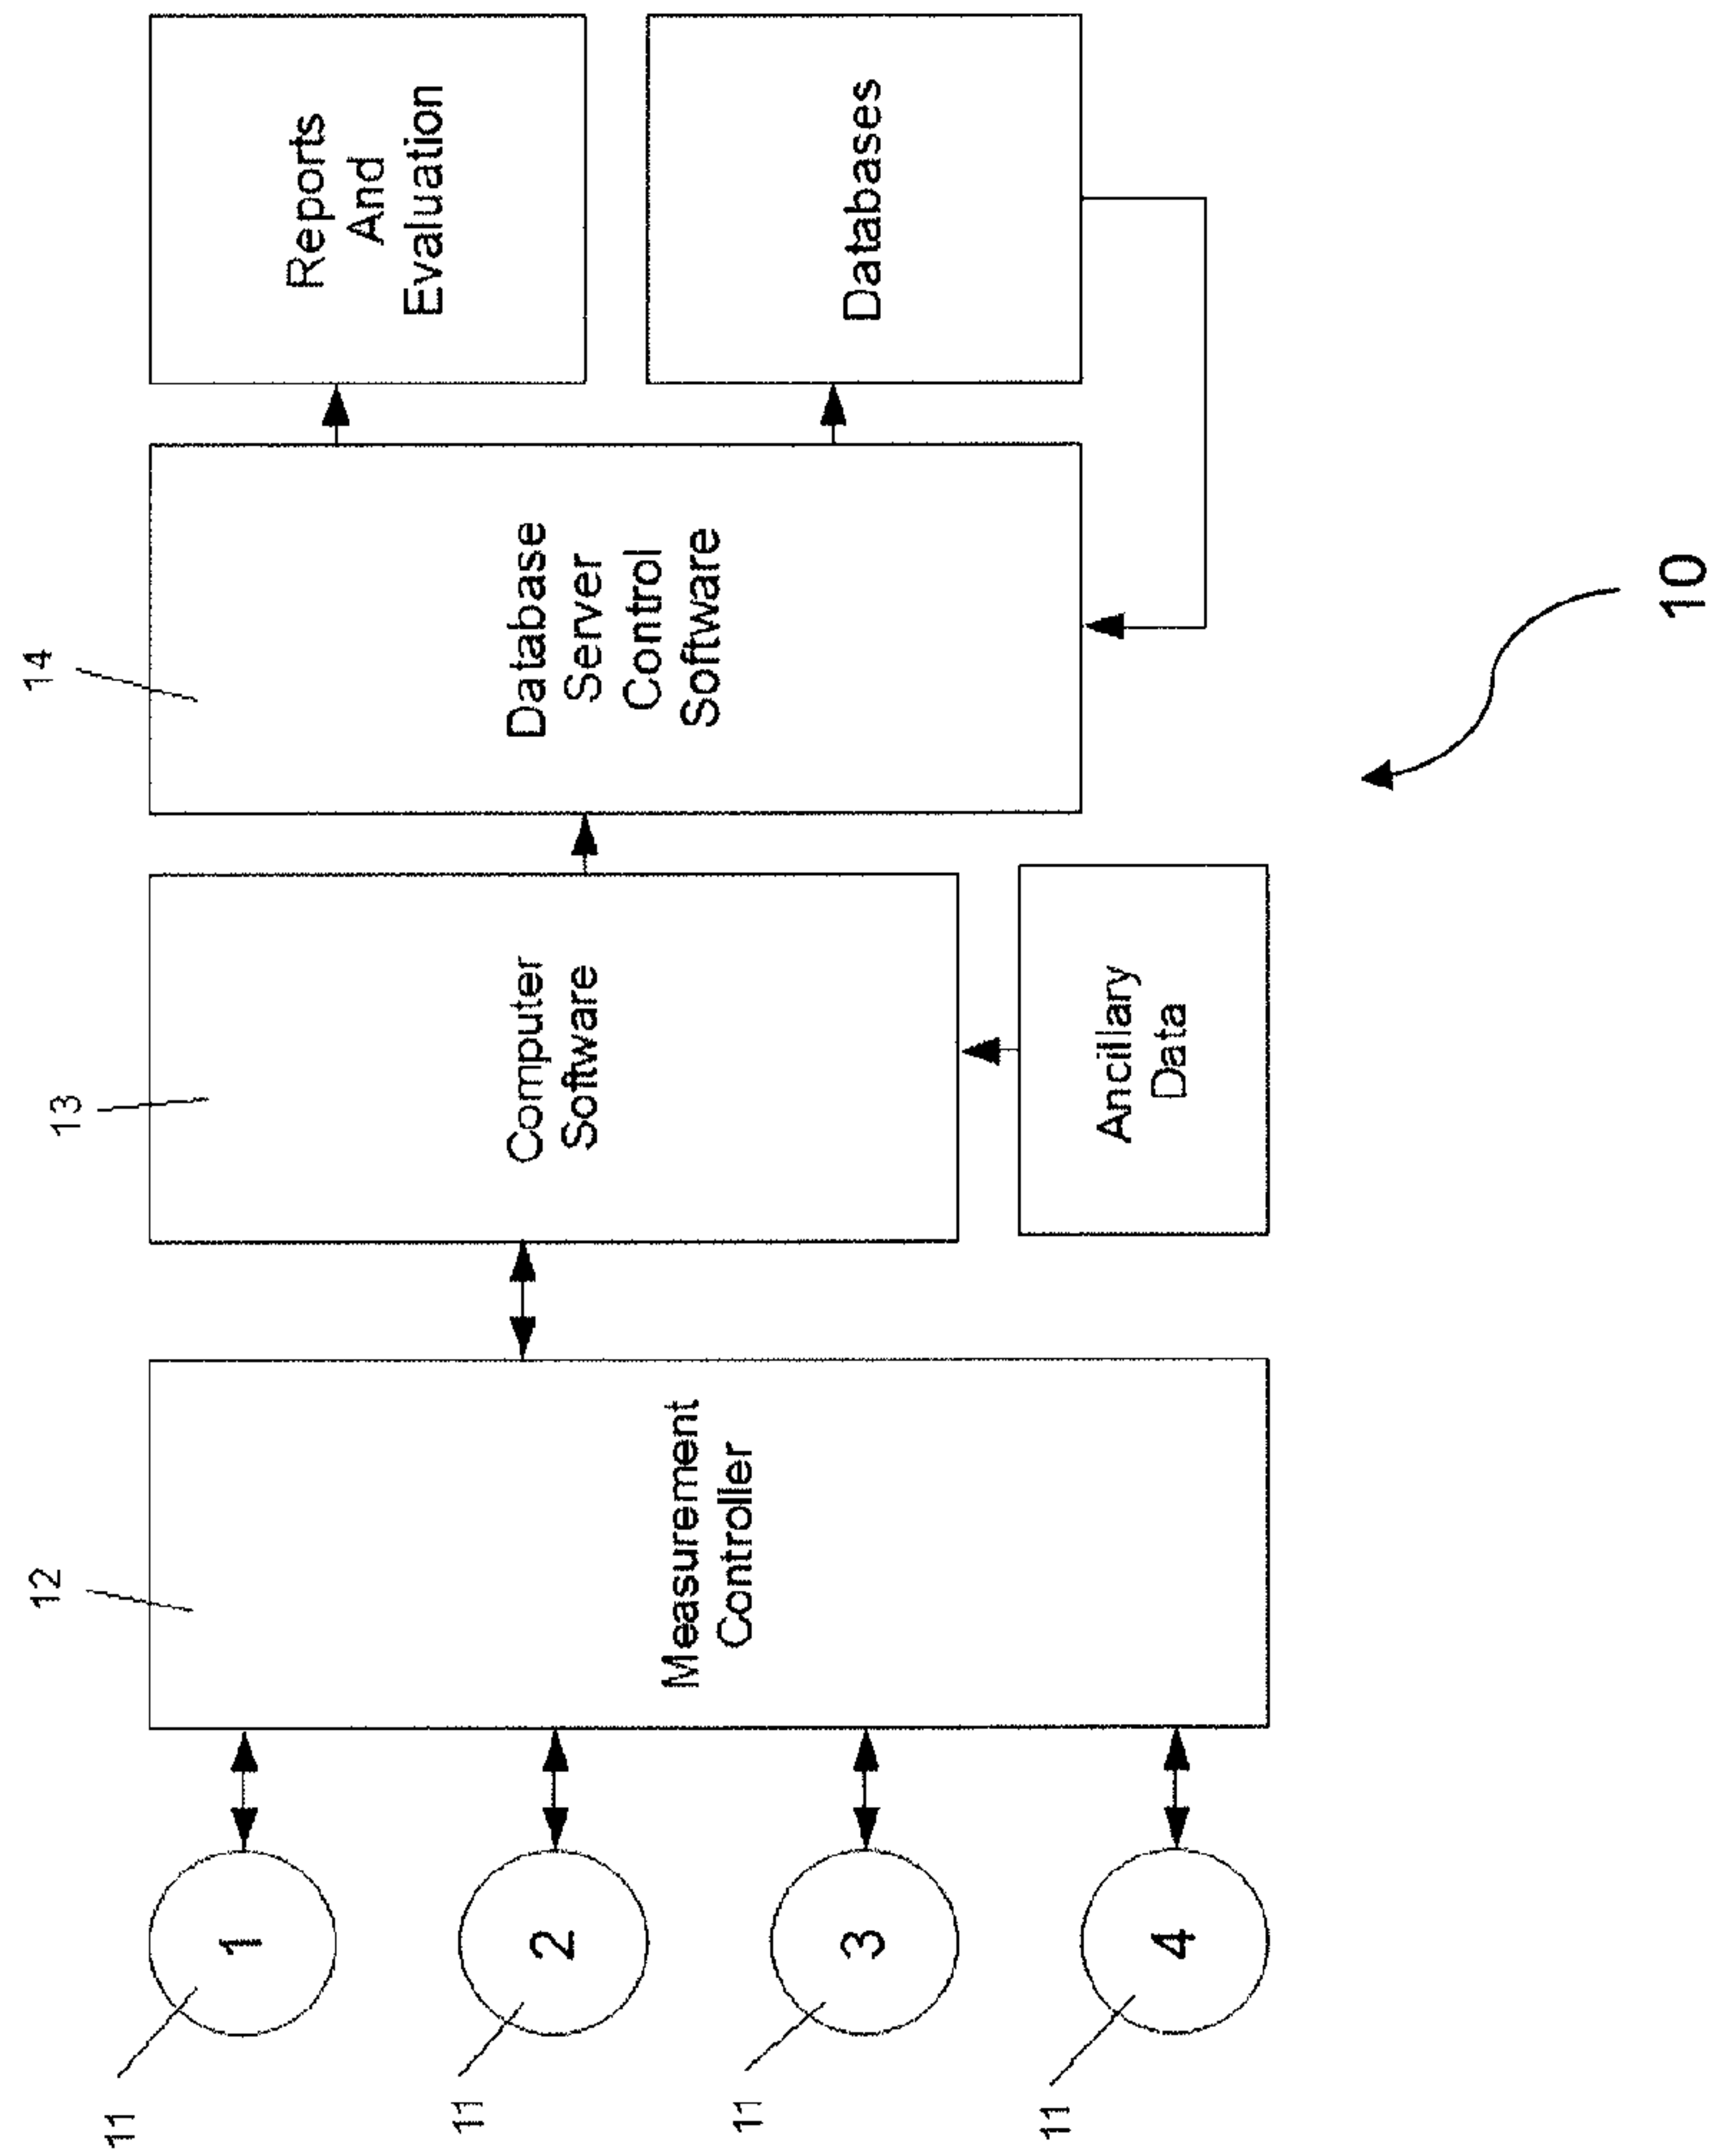 11
1
11
2
11
3
11
4
12
Measurement
Controller
13
Computer
Software
Ancillary
Data
14
Database
Server
Control
Software
Reports
And
Evaluation
Databases
10